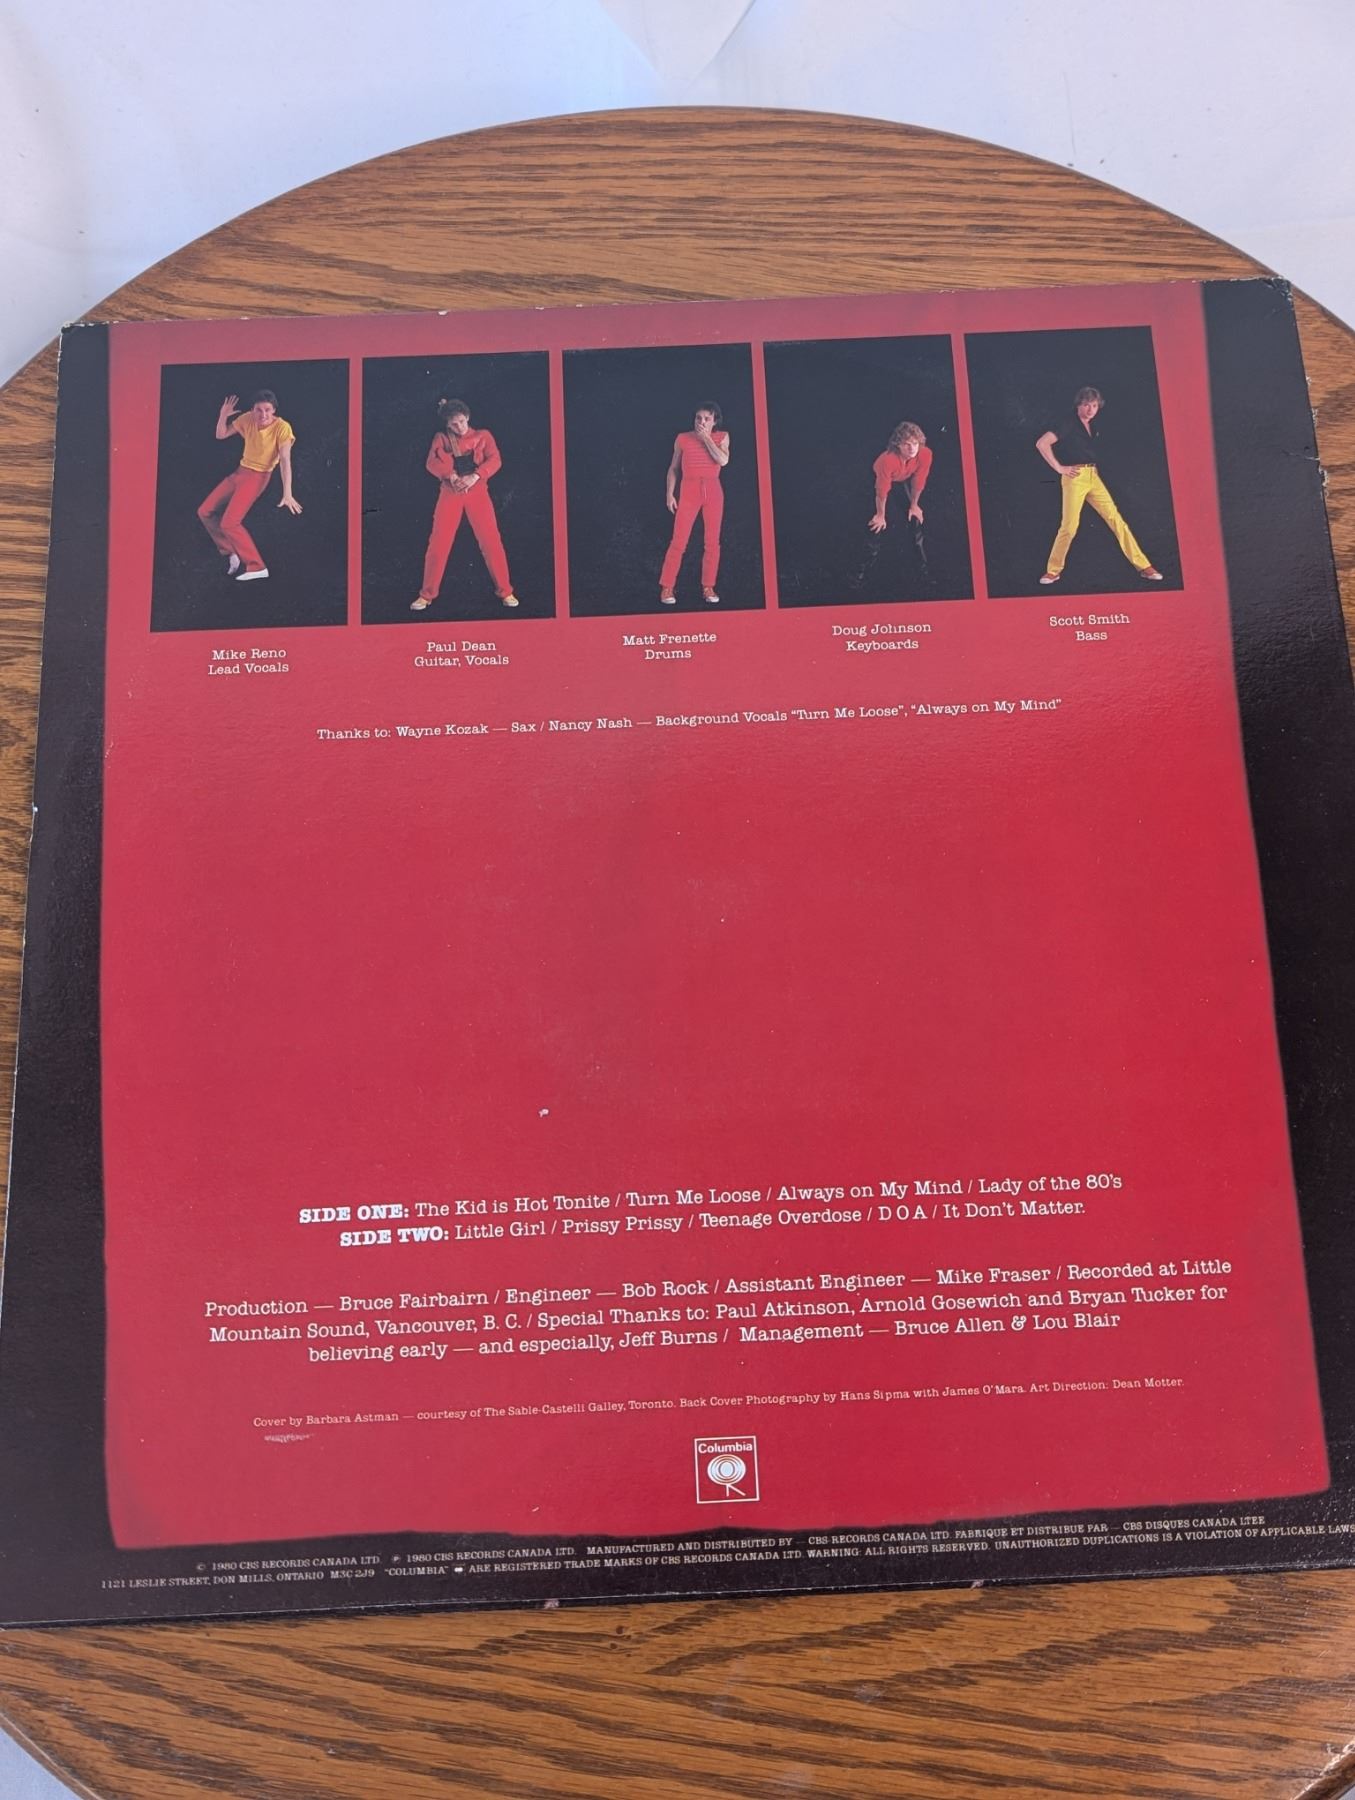 Mike Reno
Lead Vocals
Paul Dean
Guitar, Vocals
Matt Frenette
Drums
Doug Johnson
Keyboards
Scott Smith
Bass
Thanks to: Wayne Kozak — Sax / Nancy Nash — Background Vocals “Turn Me Loose”, “Always on My Mind”
SIDE ONE: The Kid is Hot Tonite / Turn Me Loose / Always on My Mind / Lady of the 80's
SIDE TWO: Little Girl / Prissy Prissy / Teenage Overdose / D O A / It Don't Matter.
Production — Bruce Fairbairn / Engineer — Bob Rock / Assistant Engineer — Mike Fraser / Recorded at Little
Mountain Sound, Vancouver, B. C. / Special Thanks to: Paul Atkinson, Arnold Gosewich and Bryan Tucker for
believing early — and especially, Jeff Burns / Management — Bruce Allen & Lou Blair
Cover by Barbara Astman — courtesy of The Sable-Castelli Galley, Toronto. Back Cover Photography by Hans Sipma with James O'Mara. Art Direction: Dean Motter.
Columbia
© 1980 CBS RECORDS CANADA LTD. ℗ 1980 CBS RECORDS CANADA LTD. MANUFACTURED AND DISTRIBUTED BY — CBS RECORDS CANADA LTD. FABRIQUE ET DISTRIBUE PAR — CBS DISQUES CANADA LTEE
1121 LESLIE STREET, DON MILLS, ONTARIO M3C 2J9 "COLUMBIA" ARE REGISTERED TRADE MARKS OF CBS RECORDS CANADA LTD. WARNING: ALL RIGHTS RESERVED. UNAUTHORIZED DUPLICATIONS IS A VIOLATION OF APPLICABLE LAWS